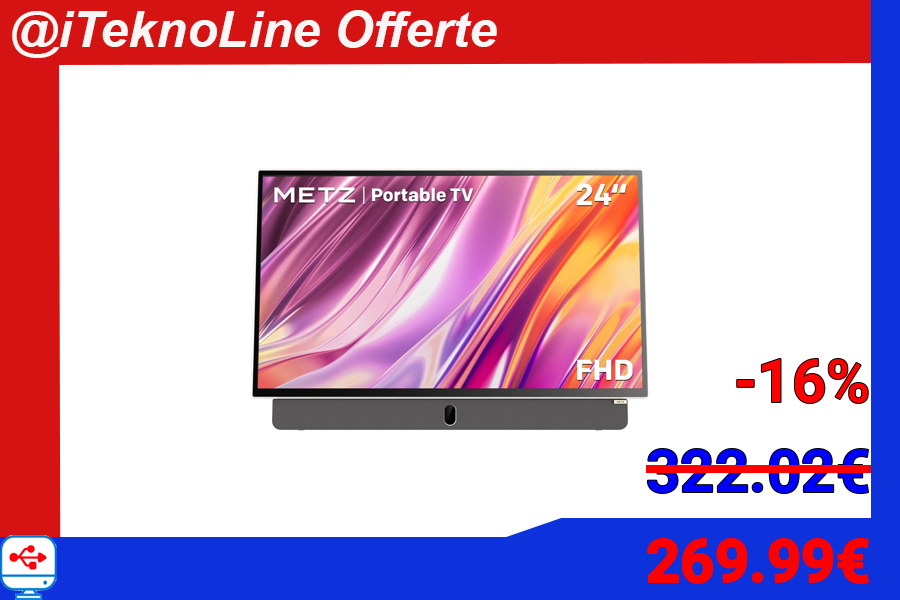 @iTeknoLine Offerte
METZ | Portable TV
24“
FHD
-16%
322.02€
269.99€